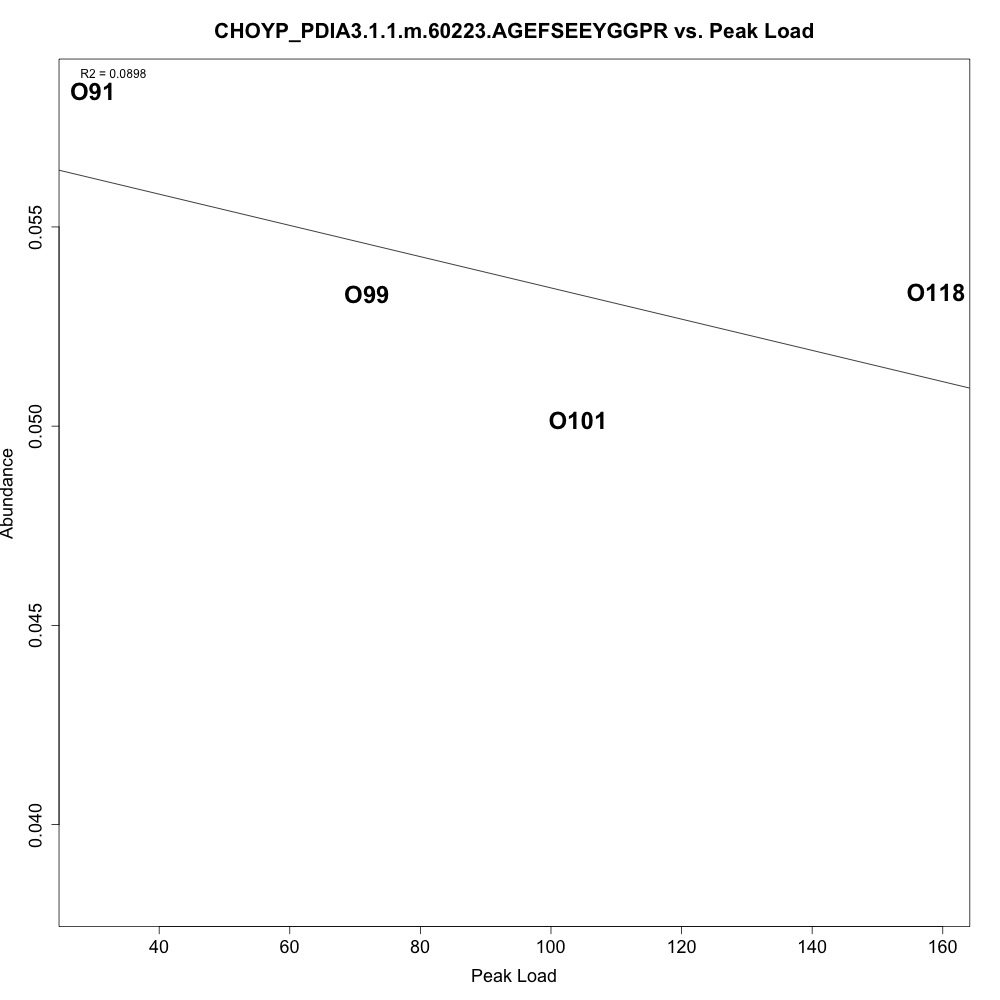 CHOYP_PDIA3.1.1.m.60223.AGEFSEEYGGPR vs. Peak Load
R2 = 0.0898
O91
O99
O118
O101
Abundance
0.055
0.050
0.045
0.040
40 60 80 100 120 140 160
Peak Load